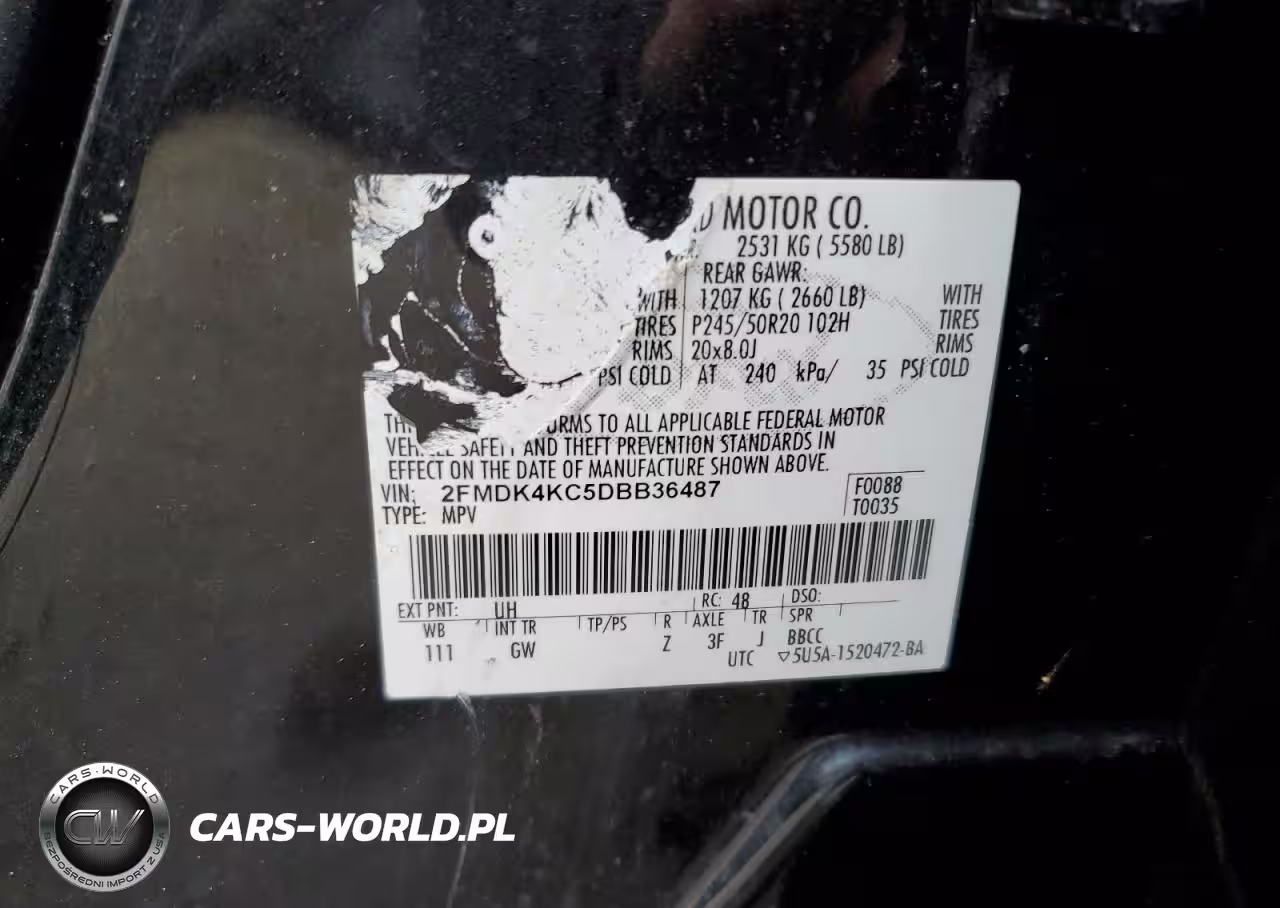 MOTOR CO.
2531 KG ( 5580 LB)
REAR GAWR:
WITH 1207 KG ( 2660 LB) WITH
TIRES P245/50R20 102H TIRES
RIMS 20x8.0J RIMS
PSI COLD AT 240 kPa/ 35 PSI COLD
TO ALL APPLICABLE FEDERAL MOTOR
SAFETY AND THEFT PREVENTION STANDARDS IN
EFFECT ON THE DATE OF MANUFACTURE SHOWN ABOVE.
VIN: 2FMDK4KC5DBB36487 F0088
TYPE: MPV T0035
EXT PNT: UH RC: 48 DSO:
WB INT TR TP/PS R AXLE TR SPR
111 GW Z 3F J BBCC
UTC ▽5U5A-1520472-BA
CARS-WORLD
CW
BEZPOŚREDNI IMPORT Z USA
CARS-WORLD.PL